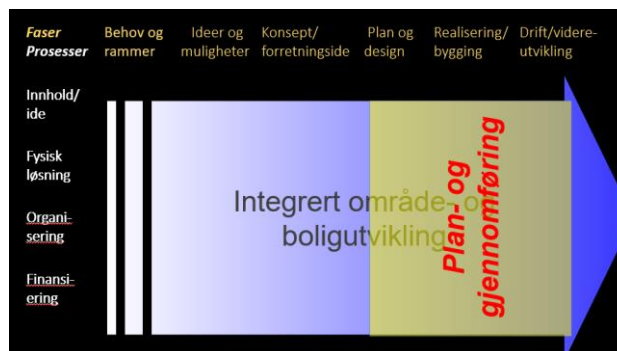 Faser
Prosesser
Behov og
rammer
Ideer og
muligheter
Konsept/
forretningside
Plan og
design
Realisering/
bygging
Drift/videre-
utvikling
Innhold/
ide
Fysisk
løsning
Organi-
sering
Finansi-
ering
Integrert område- og
boligutvikling
Plan- og
gjennomføring